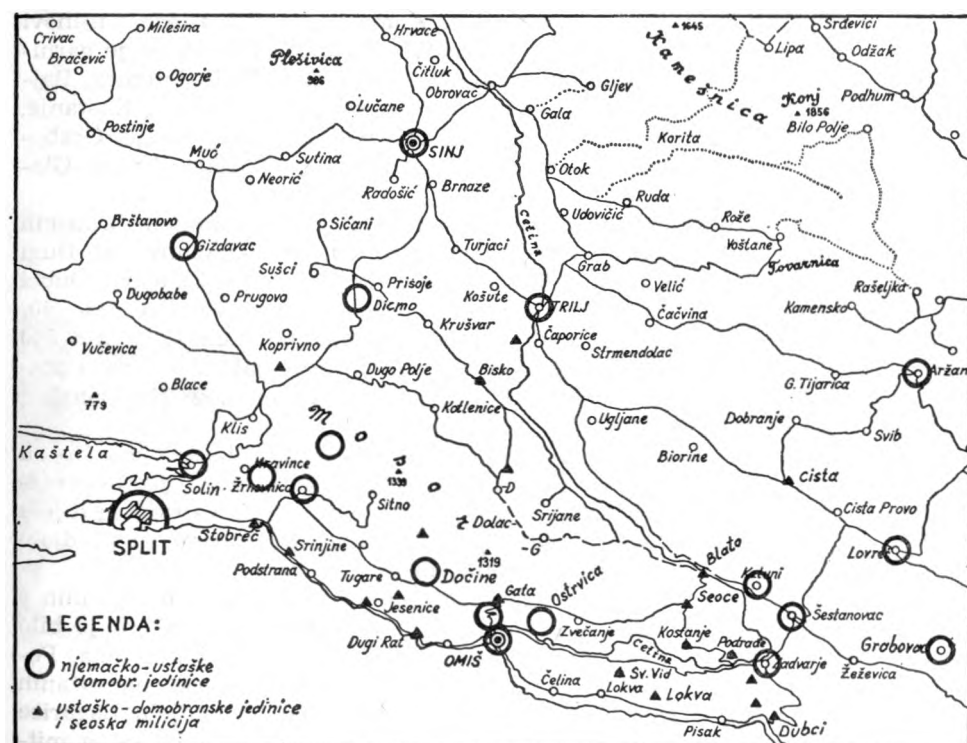 Crivac
Milešina
Bračević
Ogorje
Postinje
Plešivica
986
Hrvace
Čitluk
Obrovac
Lučane
SINJ
Muć
Sutina
Neorić
Radošić
Brnaze
Gala
Gljev
1645
Kamešnica
Lipa
Srđevići
Odžak
Podhum
Konj
1856
Bilo Polje
Korita
Otok
Ruda
Udovičić
Rože
Voštane
Tovarnica
Cetina
Grab
Brštanovo
Gizdavac
Sičani
Sušci
Prisoje
Dicmo
Turjaci
Košute
TRILJ
Velić
Čačvina
Kamensko
Rašeljka
Dugobabe
Prugovo
Krušvar
Čaporice
Strmendolac
Vučevica
Koprivno
Dugo Polje
Bisko
G. Tijarica
Aržan
779
Blace
Klis
Kotlenice
Ugljane
Dobranje
Svib
Biorine
Cista
Cista Provo
Lovreć
Kaštela
Solin
Kravince
Žrnovnica
Mosor
1339
Sitno
D
Dolac
G
Srijane
SPLIT
Stobreč
Srinjine
Podstrana
Tugare
Dočine
1319
Gata
Ostrvica
Blato
Katuni
Seoce
Šestanovac
Grabovac
Jesenice
Dugi Rat
OMIŠ
Zvečanje
Kostanje
Podgrađe
Cetina
Zadvarje
Žeževica
Sv. Vid
Čelina
Lokva
Lokva
Pisak
Dubci
LEGENDA:
njemačko-ustaške
domobr. jedinice
ustaško-domobranske jedinice
i seoska milicija